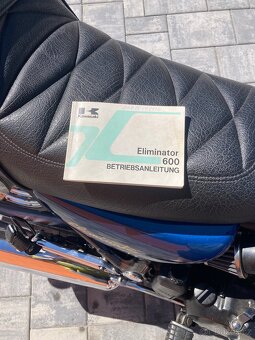 Kawasaki
Eliminator
600
BETRIEBSANLEITUNG